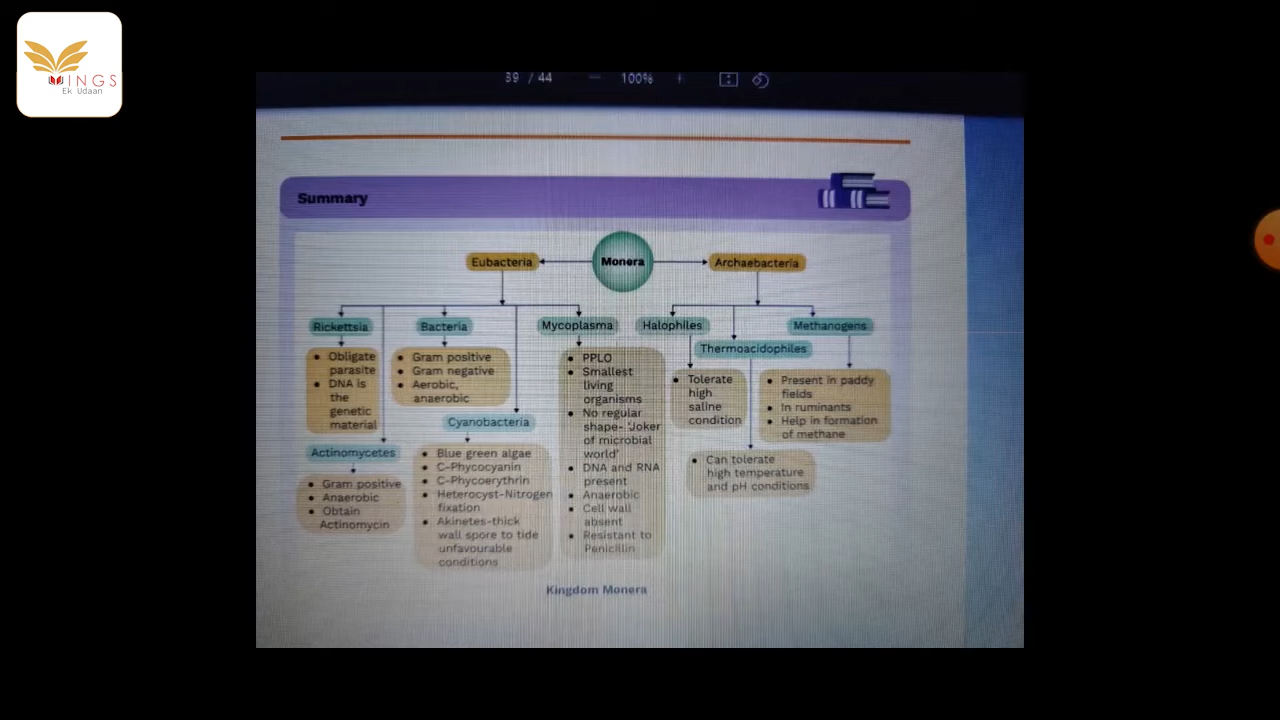 WINGS
Ek Udaan
39 / 44
100%
Summary
Monera
Eubacteria
Archaebacteria
Rickettsia
Bacteria
Mycoplasma
Halophiles
Methanogens
Thermoacidophiles
• Obligate
parasite
• DNA is
the
genetic
material
• Gram positive
• Gram negative
• Aerobic,
anaerobic
• PPLO
• Smallest
living
organisms
• No regular
shape- 'Joker
of microbial
world'
• DNA and RNA
present
• Anaerobic
• Cell wall
absent
• Resistant to
Penicillin
• Tolerate
high
saline
condition
• Present in paddy
fields
• In ruminants
• Help in formation
of methane
Cyanobacteria
Actinomycetes
• Blue green algae
• C-Phycocyanin
• C-Phycoerythrin
• Heterocyst-Nitrogen
fixation
• Akinetes-thick
wall spore to tide
unfavourable
conditions
• Gram positive
• Anaerobic
• Obtain
Actinomycin
• Can tolerate
high temperature
and pH conditions
Kingdom Monera